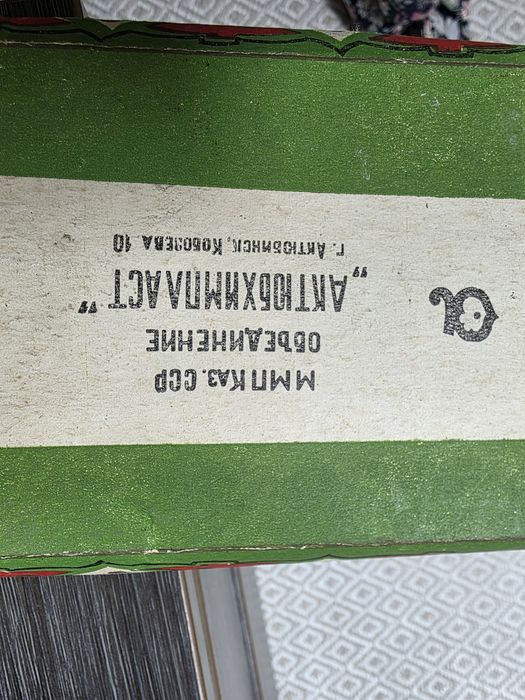 ММП КАЗ. ССР
ОБЪЕДИНЕНИЕ
„АКТЮБХИМПЛАСТ”
г. АКТЮБИНСК, КОБОЗЕВА 10